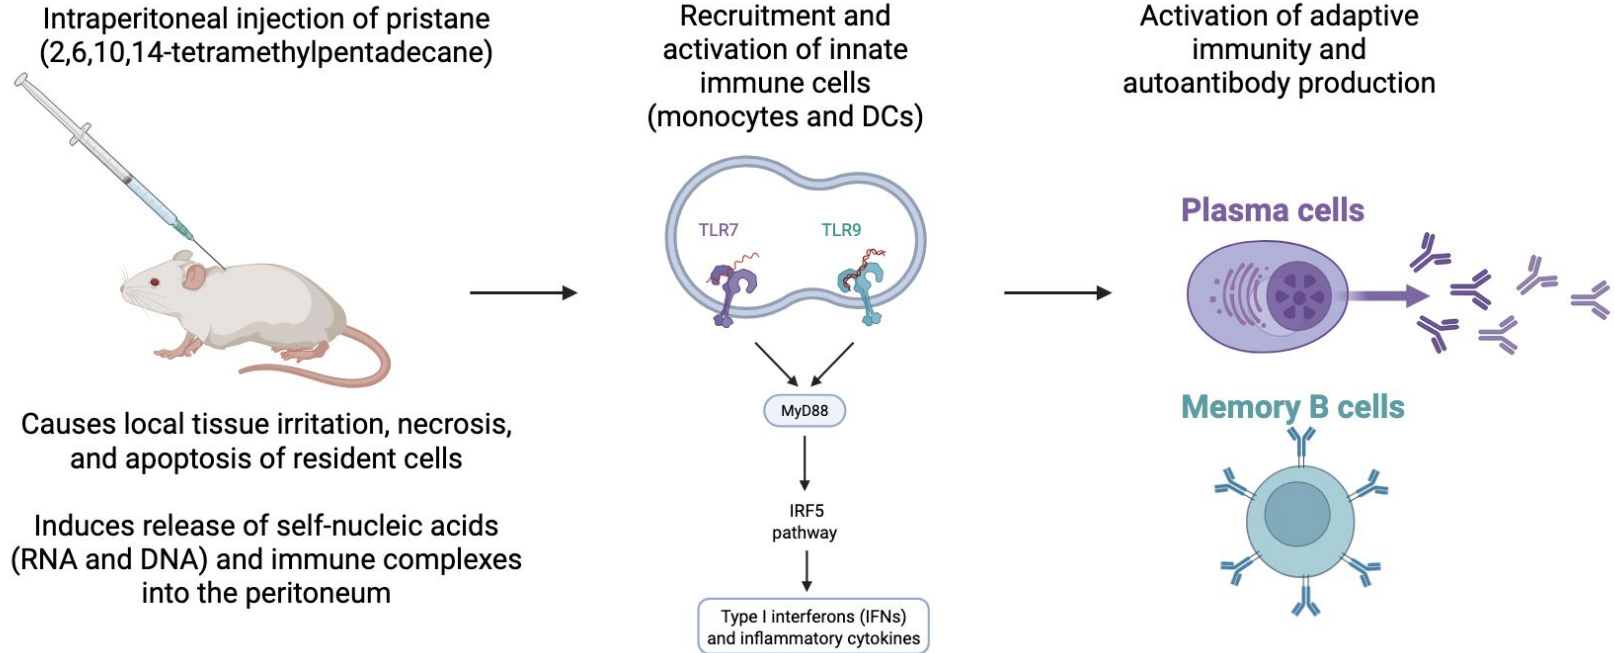 Intraperitoneal injection of pristane
(2,6,10,14-tetramethylpentadecane)
Causes local tissue irritation, necrosis,
and apoptosis of resident cells
Induces release of self-nucleic acids
(RNA and DNA) and immune complexes
into the peritoneum
Recruitment and
activation of innate
immune cells
(monocytes and DCs)
TLR7
TLR9
MyD88
IRF5
pathway
Type I interferons (IFNs)
and inflammatory cytokines
Activation of adaptive
immunity and
autoantibody production
Plasma cells
Memory B cells